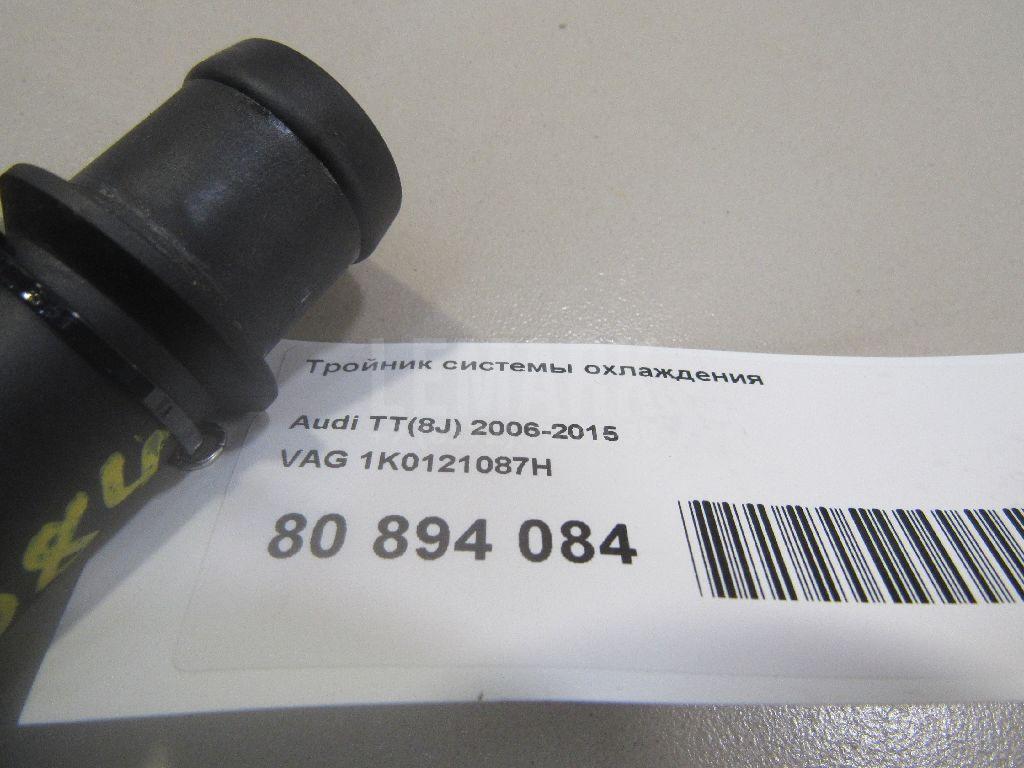 Тройник системы охлаждения
Audi TT(8J) 2006-2015
VAG 1K0121087H
80 894 084